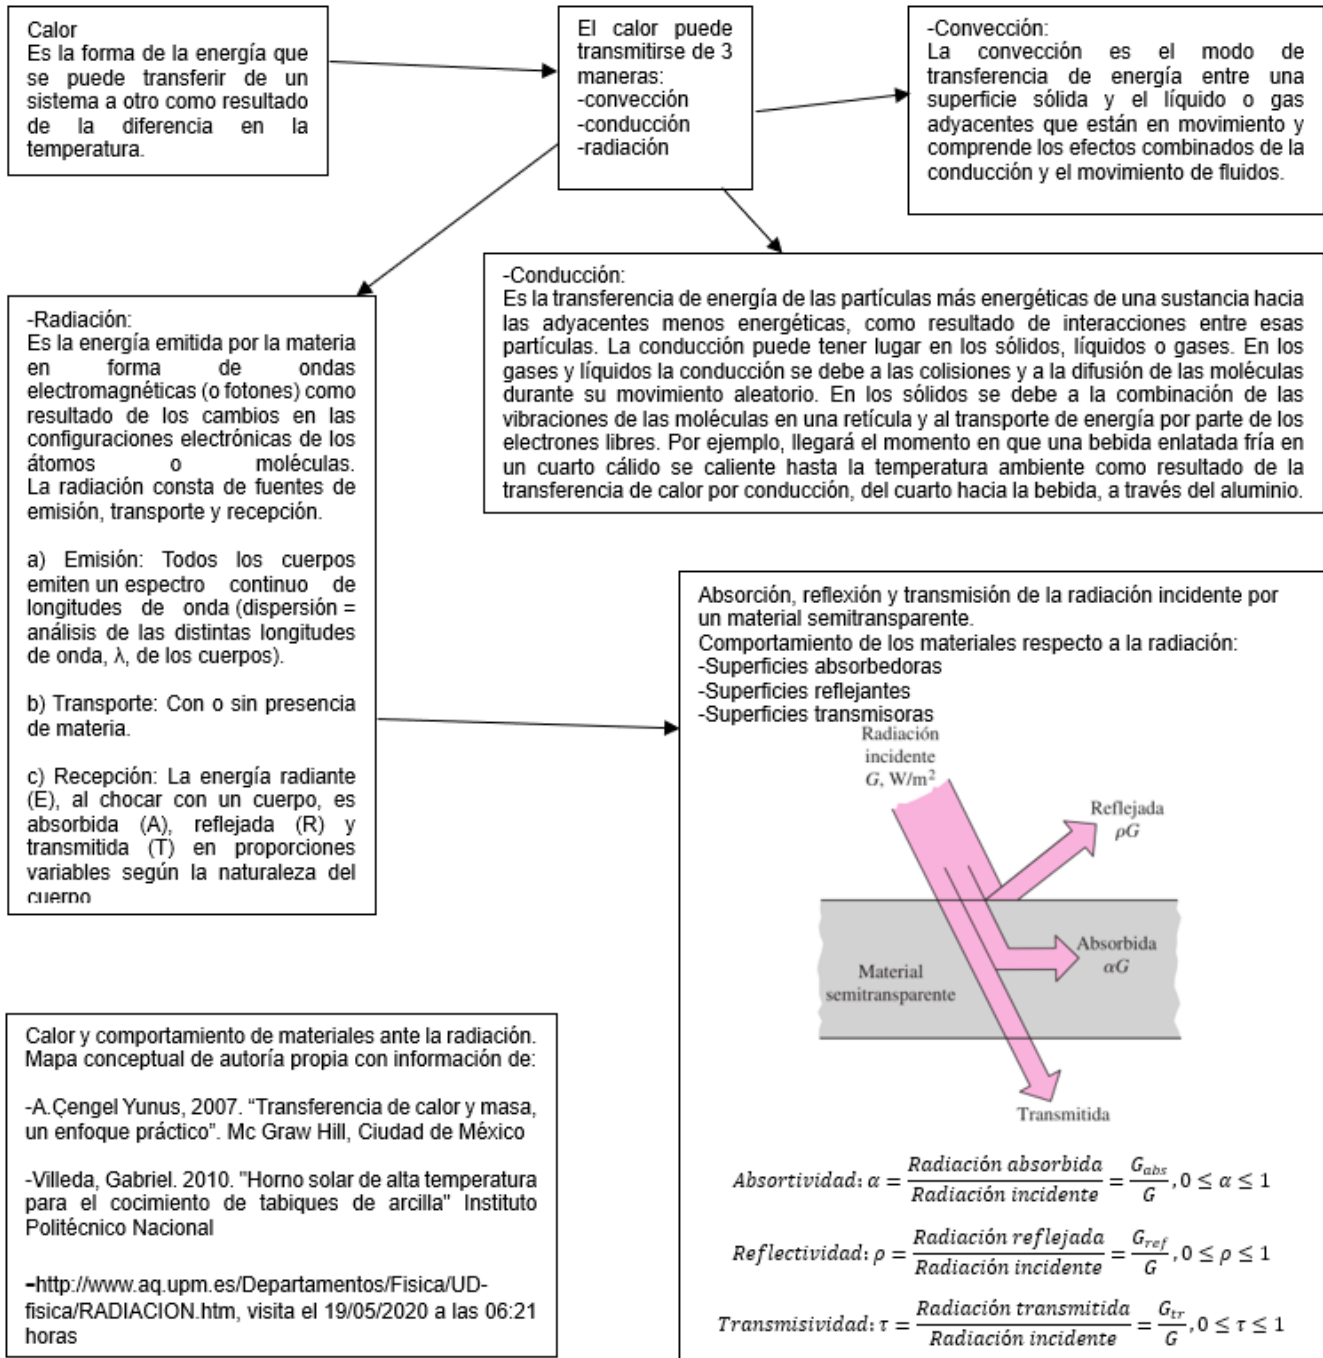 Calor
Es la forma de la energía que
se puede transferir de un
sistema a otro como resultado
de la diferencia en la
temperatura.
El calor puede
transmitirse de 3
maneras:
-convección
-conducción
-radiación
-Convección:
La convección es el modo de
transferencia de energía entre una
superficie sólida y el líquido o gas
adyacentes que están en movimiento y
comprende los efectos combinados de la
conducción y el movimiento de fluidos.
-Conducción:
Es la transferencia de energía de las partículas más energéticas de una sustancia hacia
las adyacentes menos energéticas, como resultado de interacciones entre esas
partículas. La conducción puede tener lugar en los sólidos, líquidos o gases. En los
gases y líquidos la conducción se debe a las colisiones y a la difusión de las moléculas
durante su movimiento aleatorio. En los sólidos se debe a la combinación de las
vibraciones de las moléculas en una retícula y al transporte de energía por parte de los
electrones libres. Por ejemplo, llegará el momento en que una bebida enlatada fría en
un cuarto cálido se caliente hasta la temperatura ambiente como resultado de la
transferencia de calor por conducción, del cuarto hacia la bebida, a través del aluminio.
-Radiación:
Es la energía emitida por la materia
en forma de ondas
electromagnéticas (o fotones) como
resultado de los cambios en las
configuraciones electrónicas de los
átomos o moléculas.
La radiación consta de fuentes de
emisión, transporte y recepción.
a) Emisión: Todos los cuerpos
emiten un espectro continuo de
longitudes de onda (dispersión =
análisis de las distintas longitudes
de onda, λ, de los cuerpos).
b) Transporte: Con o sin presencia
de materia.
c) Recepción: La energía radiante
(E), al chocar con un cuerpo, es
absorbida (A), reflejada (R) y
transmitida (T) en proporciones
variables según la naturaleza del
cuerpo
Absorción, reflexión y transmisión de la radiación incidente por
un material semitransparente.
Comportamiento de los materiales respecto a la radiación:
-Superficies absorbedoras
-Superficies reflejantes
-Superficies transmisoras
Radiación
incidente
G, W/m²
Reflejada
ρG
Absorbida
αG
Material
semitransparente
Transmitida
Absortividad: α = Radiación absorbida / Radiación incidente = G_abs / G, 0 ≤ α ≤ 1
Reflectividad: ρ = Radiación reflejada / Radiación incidente = G_ref / G, 0 ≤ ρ ≤ 1
Transmisividad: τ = Radiación transmitida / Radiación incidente = G_tr / G, 0 ≤ τ ≤ 1
Calor y comportamiento de materiales ante la radiación.
Mapa conceptual de autoría propia con información de:
-A.Çengel Yunus, 2007. “Transferencia de calor y masa,
un enfoque práctico”. Mc Graw Hill, Ciudad de México
-Villeda, Gabriel. 2010. "Horno solar de alta temperatura
para el cocimiento de tabiques de arcilla" Instituto
Politécnico Nacional
-http://www.aq.upm.es/Departamentos/Fisica/UD-
fisica/RADIACION.htm, visita el 19/05/2020 a las 06:21
horas